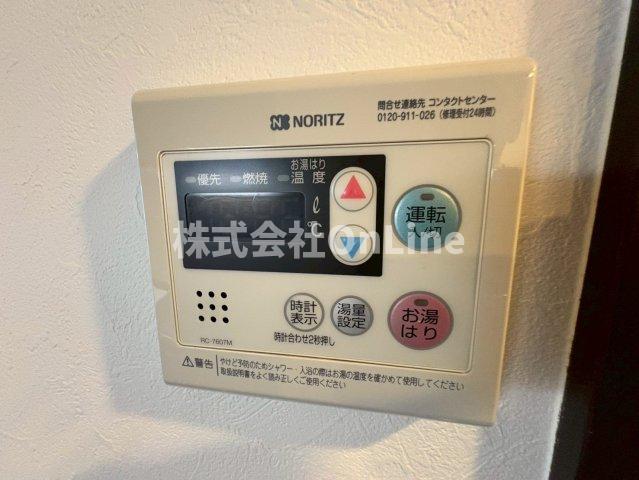 NORITZ
問合せ連絡先 コンタクトセンター
0120-911-026（修理受付24時間）
優先 燃焼 お湯はり温度
ℓ
℃
運転
入/切
株式会社OnLine
時計表示
湯量設定
お湯はり
時計合わせ2秒押し
RC-7607M
警告
やけど予防のためシャワー・入浴の際はお湯の温度を確かめて使用してください
取扱説明書をよく読み正しくご使用ください